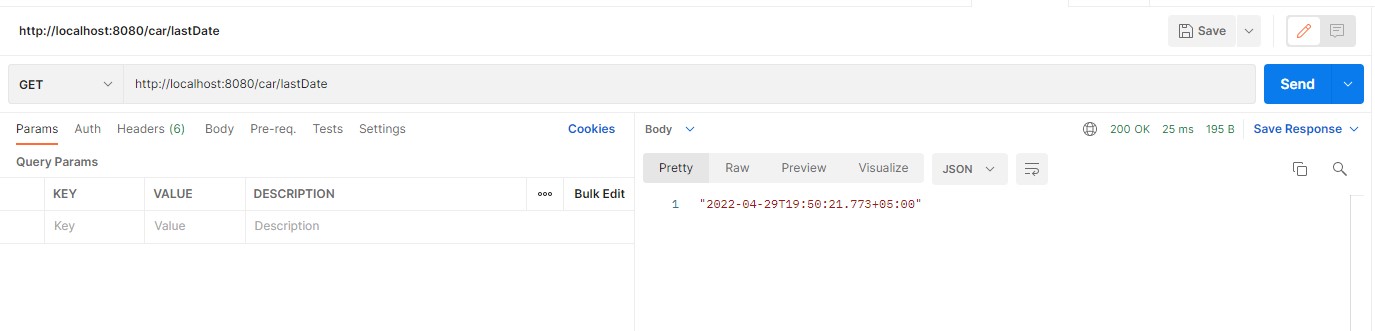 http://localhost:8080/car/lastDate
Save
GET
http://localhost:8080/car/lastDate
Send
Params Auth Headers (6) Body Pre-req. Tests Settings Cookies
Query Params
KEY VALUE DESCRIPTION ooo Bulk Edit
Key Value Description
Body 200 OK 25 ms 195 B Save Response
Pretty Raw Preview Visualize JSON
1 "2022-04-29T19:50:21.773+05:00"